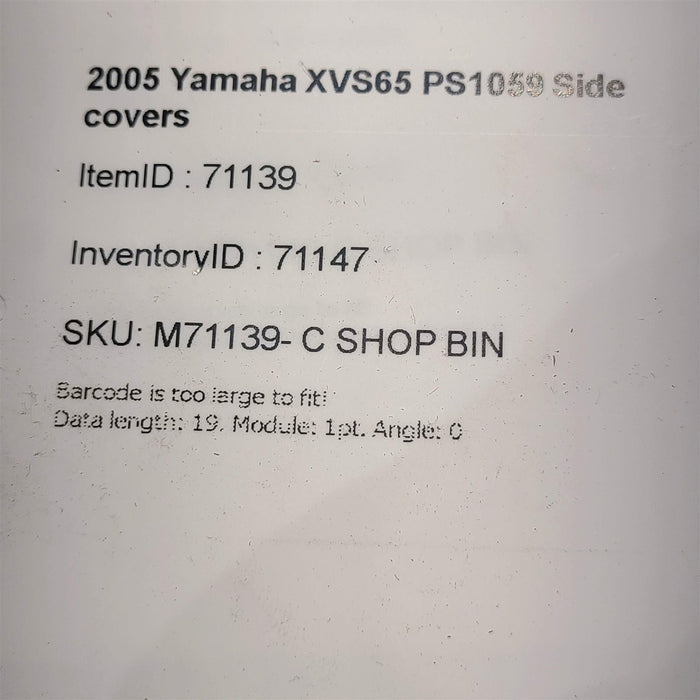 2005 Yamaha XVS65 PS1059 Side
covers
ItemID : 71139
InventoryID : 71147
SKU: M71139- C SHOP BIN
Barcode is too large to fit!
Data length: 19. Module: 1pt. Angle: 0